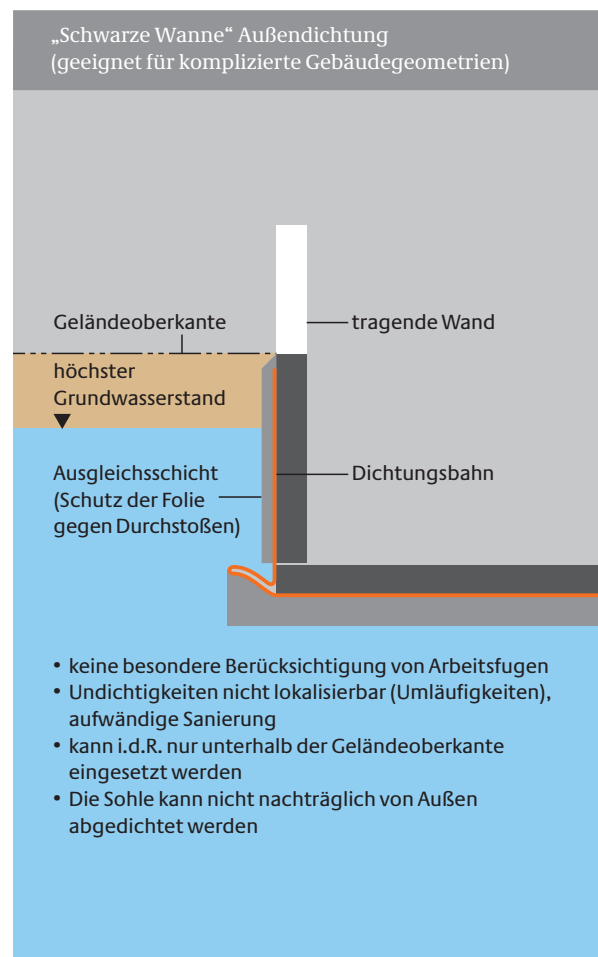 „Schwarze Wanne“ Außendichtung
(geeignet für komplizierte Gebäudegeometrien)
Geländeoberkante
tragende Wand
höchster
Grundwasserstand
Ausgleichsschicht
(Schutz der Folie
gegen Durchstoßen)
Dichtungsbahn
• keine besondere Berücksichtigung von Arbeitsfugen
• Undichtigkeiten nicht lokalisierbar (Umläufigkeiten),
aufwändige Sanierung
• kann i.d.R. nur unterhalb der Geländeoberkante
eingesetzt werden
• Die Sohle kann nicht nachträglich von Außen
abgedichtet werden